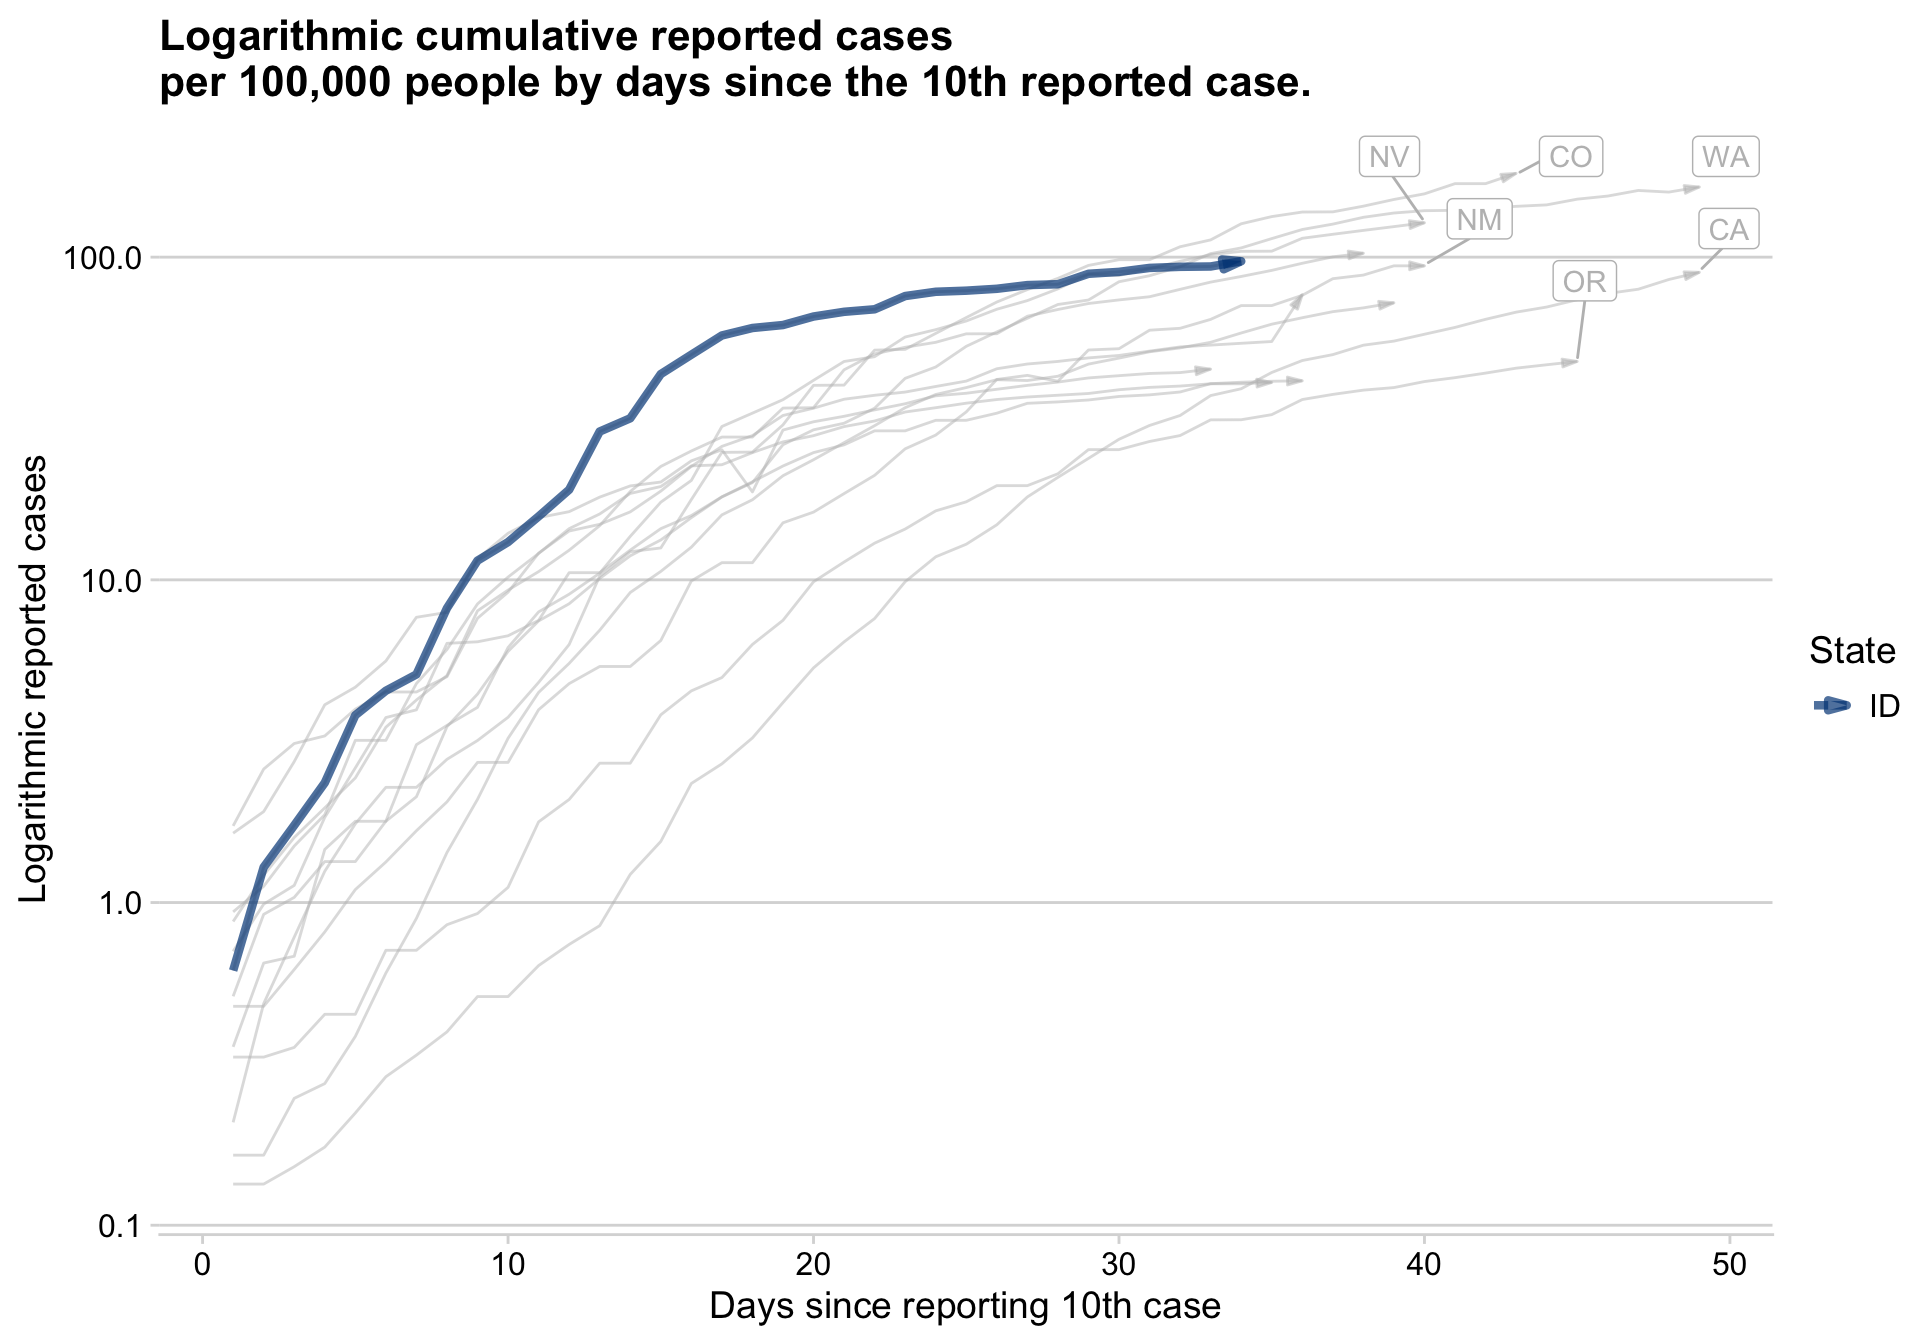 Logarithmic cumulative reported cases
per 100,000 people by days since the 10th reported case.
NV
CO
WA
NM
CA
OR
100.0
10.0
1.0
0.1
Logarithmic reported cases
State
ID
0
10
20
30
40
50
Days since reporting 10th case